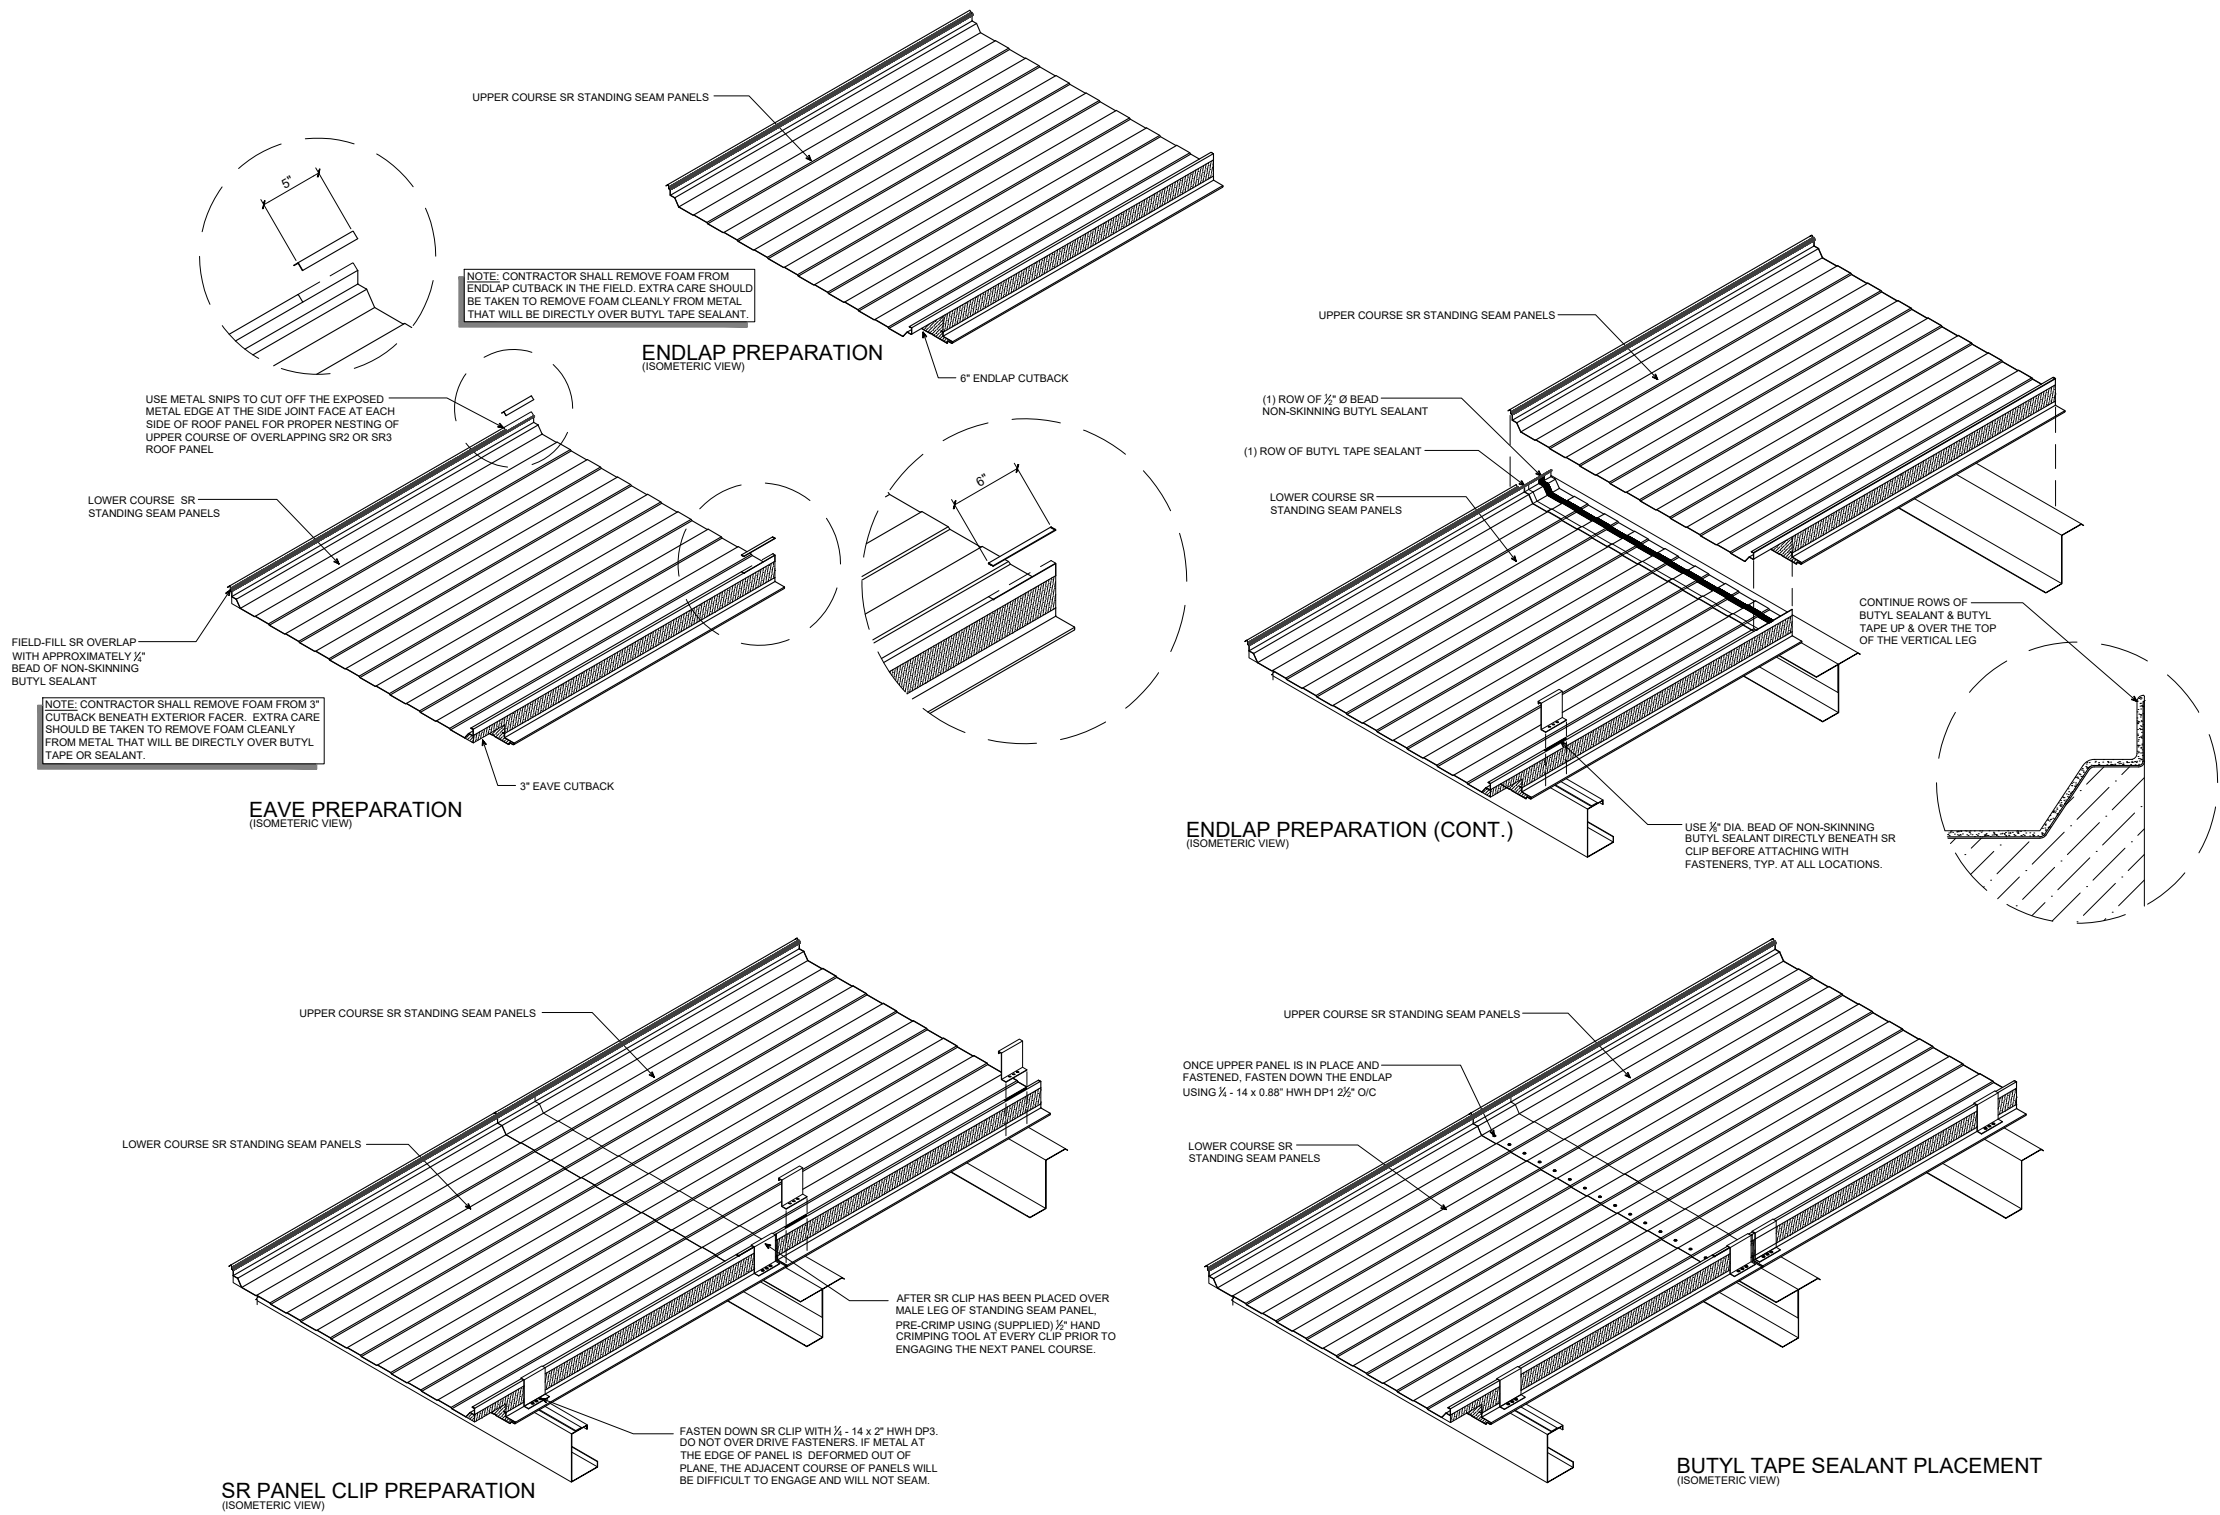 UPPER COURSE SR STANDING SEAM PANELS
5"
NOTE: CONTRACTOR SHALL REMOVE FOAM FROM
ENDLAP CUTBACK IN THE FIELD. EXTRA CARE SHOULD
BE TAKEN TO REMOVE FOAM CLEANLY FROM METAL
THAT WILL BE DIRECTLY OVER BUTYL TAPE SEALANT.
ENDLAP PREPARATION
(ISOMETERIC VIEW)
6" ENDLAP CUTBACK
USE METAL SNIPS TO CUT OFF THE EXPOSED
METAL EDGE AT THE SIDE JOINT FACE AT EACH
SIDE OF ROOF PANEL FOR PROPER NESTING OF
UPPER COURSE OF OVERLAPPING SR2 OR SR3
ROOF PANEL
LOWER COURSE SR
STANDING SEAM PANELS
6"
FIELD-FILL SR OVERLAP
WITH APPROXIMATELY ¼"
BEAD OF NON-SKINNING
BUTYL SEALANT
NOTE: CONTRACTOR SHALL REMOVE FOAM FROM 3"
CUTBACK BENEATH EXTERIOR FACER. EXTRA CARE
SHOULD BE TAKEN TO REMOVE FOAM CLEANLY
FROM METAL THAT WILL BE DIRECTLY OVER BUTYL
TAPE OR SEALANT.
3" EAVE CUTBACK
EAVE PREPARATION
(ISOMETERIC VIEW)
UPPER COURSE SR STANDING SEAM PANELS
(1) ROW OF ½" Ø BEAD
NON-SKINNING BUTYL SEALANT
(1) ROW OF BUTYL TAPE SEALANT
LOWER COURSE SR
STANDING SEAM PANELS
CONTINUE ROWS OF
BUTYL SEALANT & BUTYL
TAPE UP & OVER THE TOP
OF THE VERTICAL LEG
USE ⅛" DIA. BEAD OF NON-SKINNING
BUTYL SEALANT DIRECTLY BENEATH SR
CLIP BEFORE ATTACHING WITH
FASTENERS, TYP. AT ALL LOCATIONS.
ENDLAP PREPARATION (CONT.)
(ISOMETERIC VIEW)
UPPER COURSE SR STANDING SEAM PANELS
LOWER COURSE SR STANDING SEAM PANELS
AFTER SR CLIP HAS BEEN PLACED OVER
MALE LEG OF STANDING SEAM PANEL,
PRE-CRIMP USING (SUPPLIED) ½" HAND
CRIMPING TOOL AT EVERY CLIP PRIOR TO
ENGAGING THE NEXT PANEL COURSE.
FASTEN DOWN SR CLIP WITH ¼ - 14 x 2" HWH DP3.
DO NOT OVER DRIVE FASTENERS. IF METAL AT
THE EDGE OF PANEL IS DEFORMED OUT OF
PLANE, THE ADJACENT COURSE OF PANELS WILL
BE DIFFICULT TO ENGAGE AND WILL NOT SEAM.
SR PANEL CLIP PREPARATION
(ISOMETERIC VIEW)
UPPER COURSE SR STANDING SEAM PANELS
ONCE UPPER PANEL IS IN PLACE AND
FASTENED, FASTEN DOWN THE ENDLAP
USING ¼ - 14 x 0.88" HWH DP1 2½" O/C
LOWER COURSE SR
STANDING SEAM PANELS
BUTYL TAPE SEALANT PLACEMENT
(ISOMETERIC VIEW)